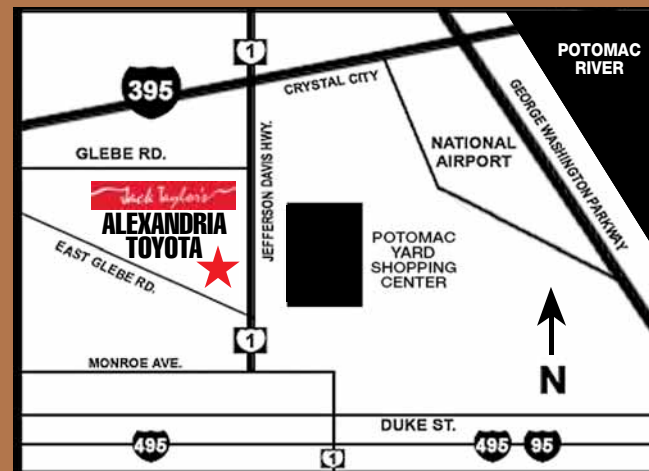 1
POTOMAC
RIVER
395
CRYSTAL CITY
GEORGE WASHINGTON PARKWAY
GLEBE RD.
JEFFERSON DAVIS HWY.
NATIONAL
AIRPORT
Jack Taylor's
ALEXANDRIA
TOYOTA
EAST GLEBE RD.
POTOMAC
YARD
SHOPPING
CENTER
1
MONROE AVE.
N
DUKE ST.
495
495
95
1